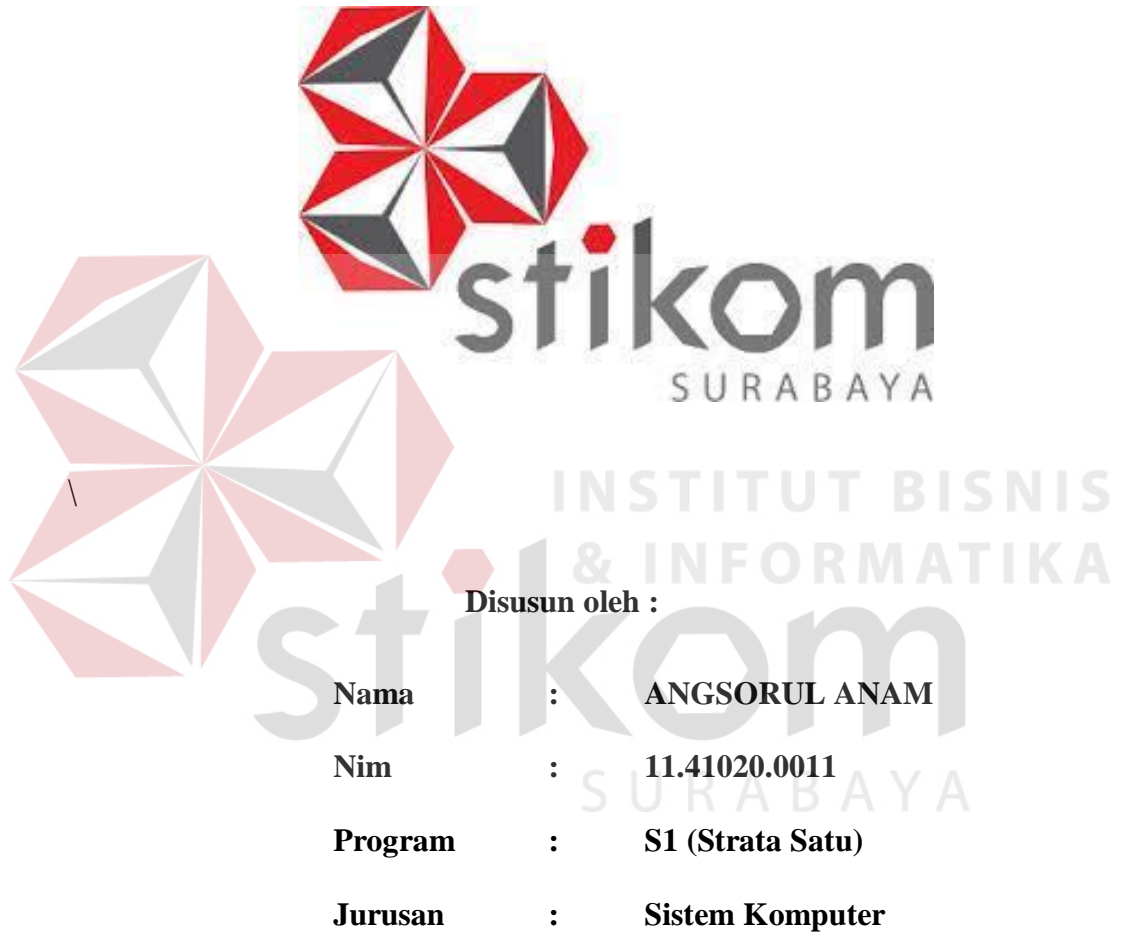 stikom
SURABAYA
\
INSTITUT BISNIS
& INFORMATIKA
stikom
SURABAYA
Disusun oleh :
Nama : ANGSORUL ANAM
Nim : 11.41020.0011
Program : S1 (Strata Satu)
Jurusan : Sistem Komputer